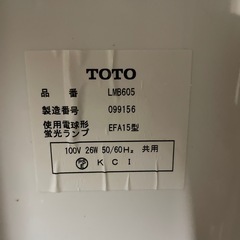 TOTO
品 番 LMB605
製造番号 099156
使用電球形
蛍光ランプ EFA15型
100V 26W 50/60Hz 共用
KCI